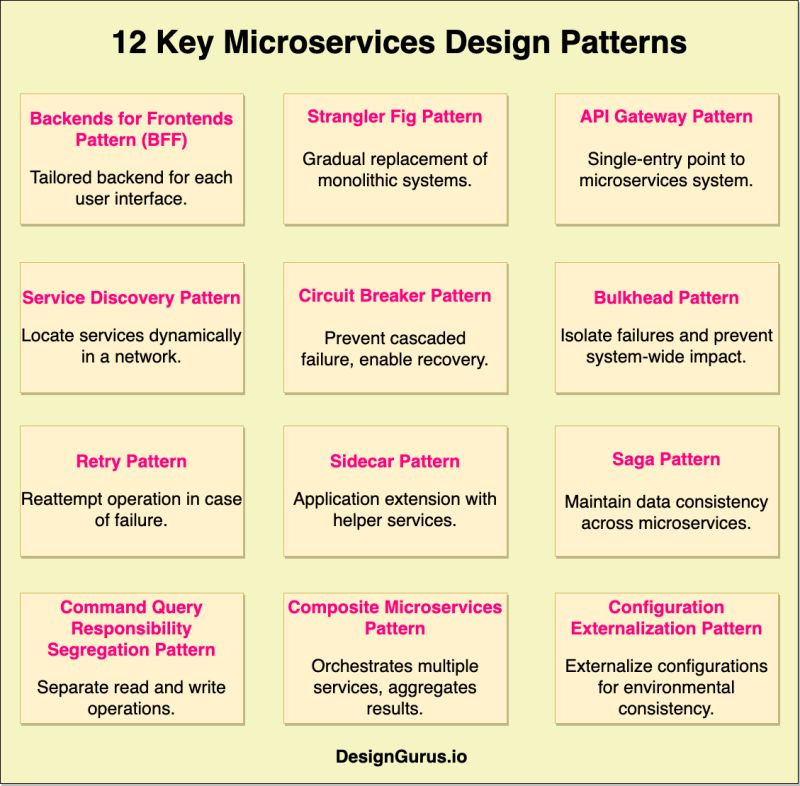 12 Key Microservices Design Patterns
Backends for Frontends
Pattern (BFF)
Tailored backend for each
user interface.
Strangler Fig Pattern
Gradual replacement of
monolithic systems.
API Gateway Pattern
Single-entry point to
microservices system.
Service Discovery Pattern
Locate services dynamically
in a network.
Circuit Breaker Pattern
Prevent cascaded
failure, enable recovery.
Bulkhead Pattern
Isolate failures and prevent
system-wide impact.
Retry Pattern
Reattempt operation in case
of failure.
Sidecar Pattern
Application extension with
helper services.
Saga Pattern
Maintain data consistency
across microservices.
Command Query
Responsibility
Segregation Pattern
Separate read and write
operations.
Composite Microservices
Pattern
Orchestrates multiple
services, aggregates
results.
Configuration
Externalization Pattern
Externalize configurations
for environmental
consistency.
DesignGurus.io